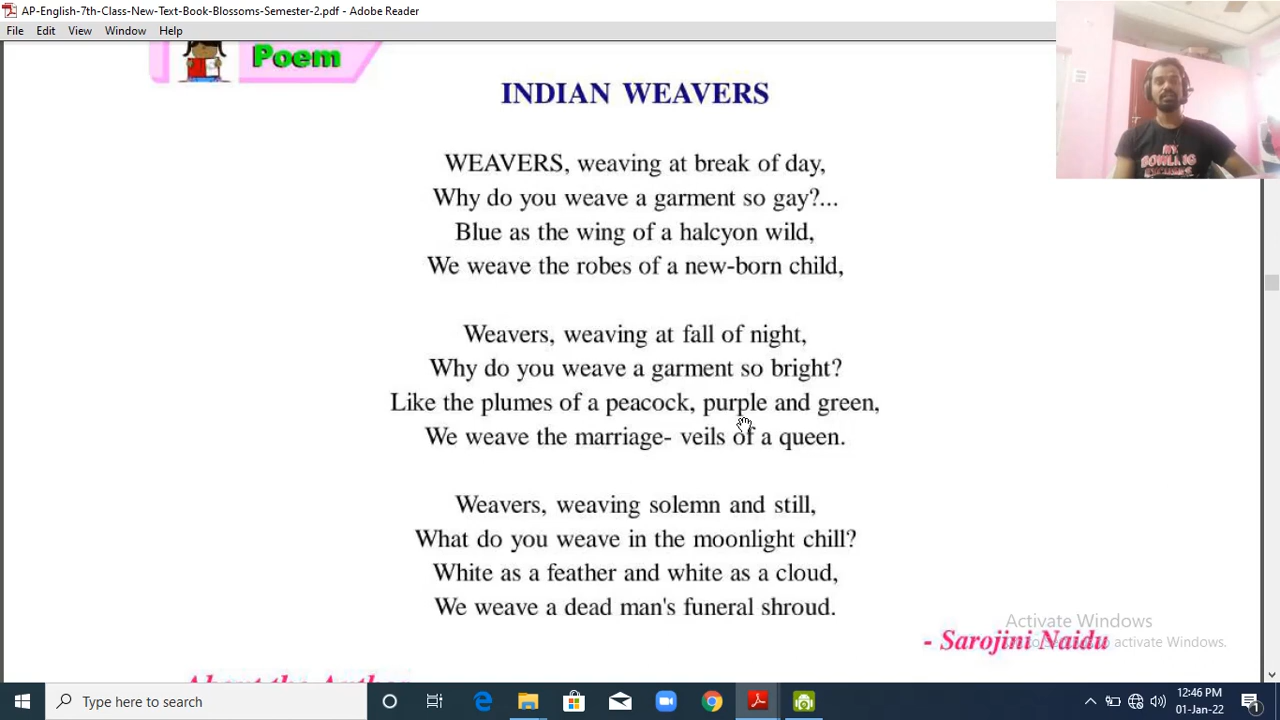 AP-English-7th-Class-New-Text-Book-Blossoms-Semester-2.pdf - Adobe Reader
File Edit View Window Help
Poem
INDIAN WEAVERS
WEAVERS, weaving at break of day,
Why do you weave a garment so gay?...
Blue as the wing of a halcyon wild,
We weave the robes of a new-born child,
Weavers, weaving at fall of night,
Why do you weave a garment so bright?
Like the plumes of a peacock, purple and green,
We weave the marriage- veils of a queen.
Weavers, weaving solemn and still,
What do you weave in the moonlight chill?
White as a feather and white as a cloud,
We weave a dead man's funeral shroud.
Activate Windows
- Sarojini Naidu
to activate Windows.
About the Author
Type here to search
12:46 PM
01-Jan-22